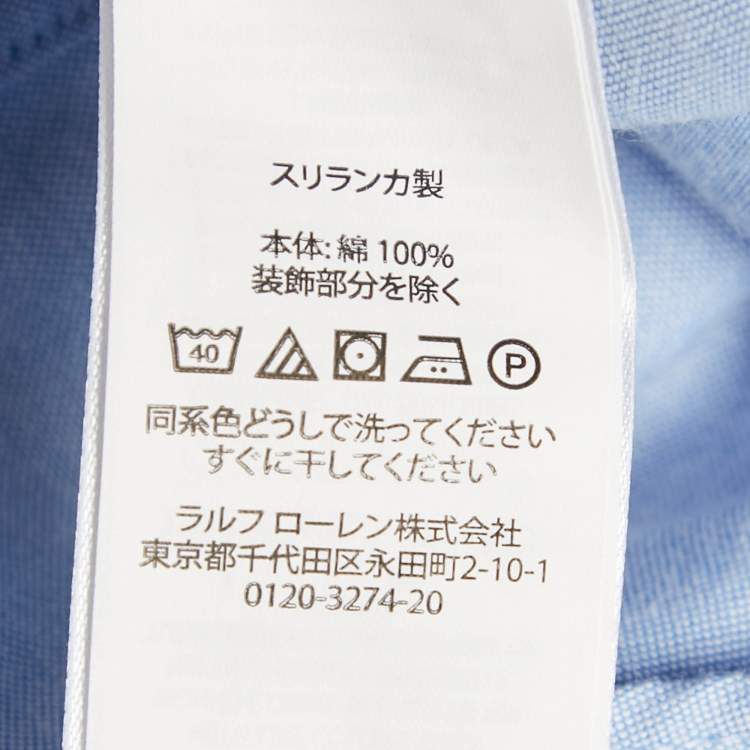 スリランカ製
本体: 綿 100%
装飾部分を除く
40 P
同系色どうしで洗ってください
すぐに干してください
ラルフ ローレン株式会社
東京都千代田区永田町2-10-1
0120-3274-20